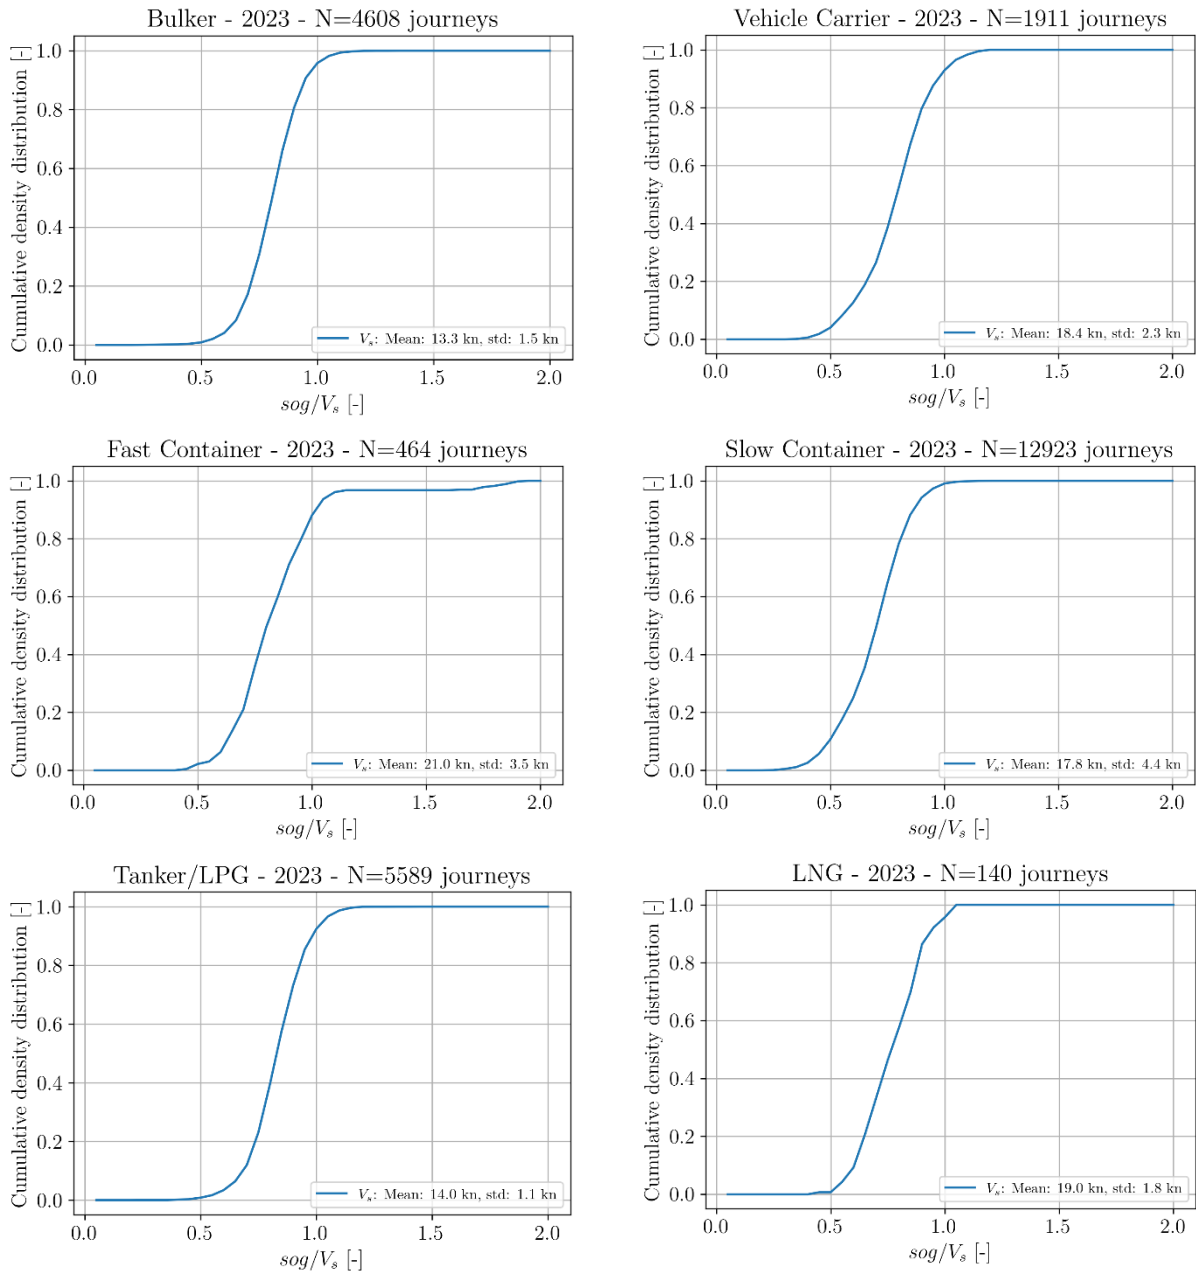 Bulker - 2023 - N=4608 journeys
Cumulative density distribution [-]
1.0
0.8
0.6
0.4
0.2
0.0
V_s: Mean: 13.3 kn, std: 1.5 kn
0.0 0.5 1.0 1.5 2.0
sog/V_s [-]
Vehicle Carrier - 2023 - N=1911 journeys
Cumulative density distribution [-]
1.0
0.8
0.6
0.4
0.2
0.0
V_s: Mean: 18.4 kn, std: 2.3 kn
0.0 0.5 1.0 1.5 2.0
sog/V_s [-]
Fast Container - 2023 - N=464 journeys
Cumulative density distribution [-]
1.0
0.8
0.6
0.4
0.2
0.0
V_s: Mean: 21.0 kn, std: 3.5 kn
0.0 0.5 1.0 1.5 2.0
sog/V_s [-]
Slow Container - 2023 - N=12923 journeys
Cumulative density distribution [-]
1.0
0.8
0.6
0.4
0.2
0.0
V_s: Mean: 17.8 kn, std: 4.4 kn
0.0 0.5 1.0 1.5 2.0
sog/V_s [-]
Tanker/LPG - 2023 - N=5589 journeys
Cumulative density distribution [-]
1.0
0.8
0.6
0.4
0.2
0.0
V_s: Mean: 14.0 kn, std: 1.1 kn
0.0 0.5 1.0 1.5 2.0
sog/V_s [-]
LNG - 2023 - N=140 journeys
Cumulative density distribution [-]
1.0
0.8
0.6
0.4
0.2
0.0
V_s: Mean: 19.0 kn, std: 1.8 kn
0.0 0.5 1.0 1.5 2.0
sog/V_s [-]